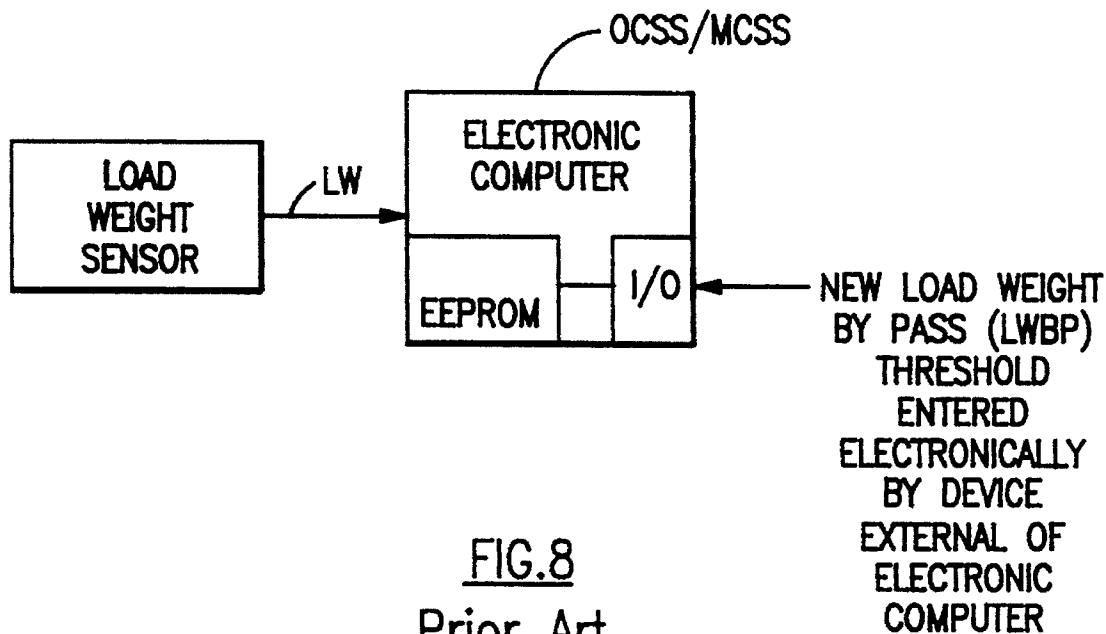 OCSS/MCSS
ELECTRONIC
COMPUTER
LOAD
WEIGHT
SENSOR
LW
EEPROM
I/O
NEW LOAD WEIGHT
BY PASS (LWBP)
THRESHOLD
ENTERED
ELECTRONICALLY
BY DEVICE
EXTERNAL OF
ELECTRONIC
COMPUTER
FIG.8
Prior Art